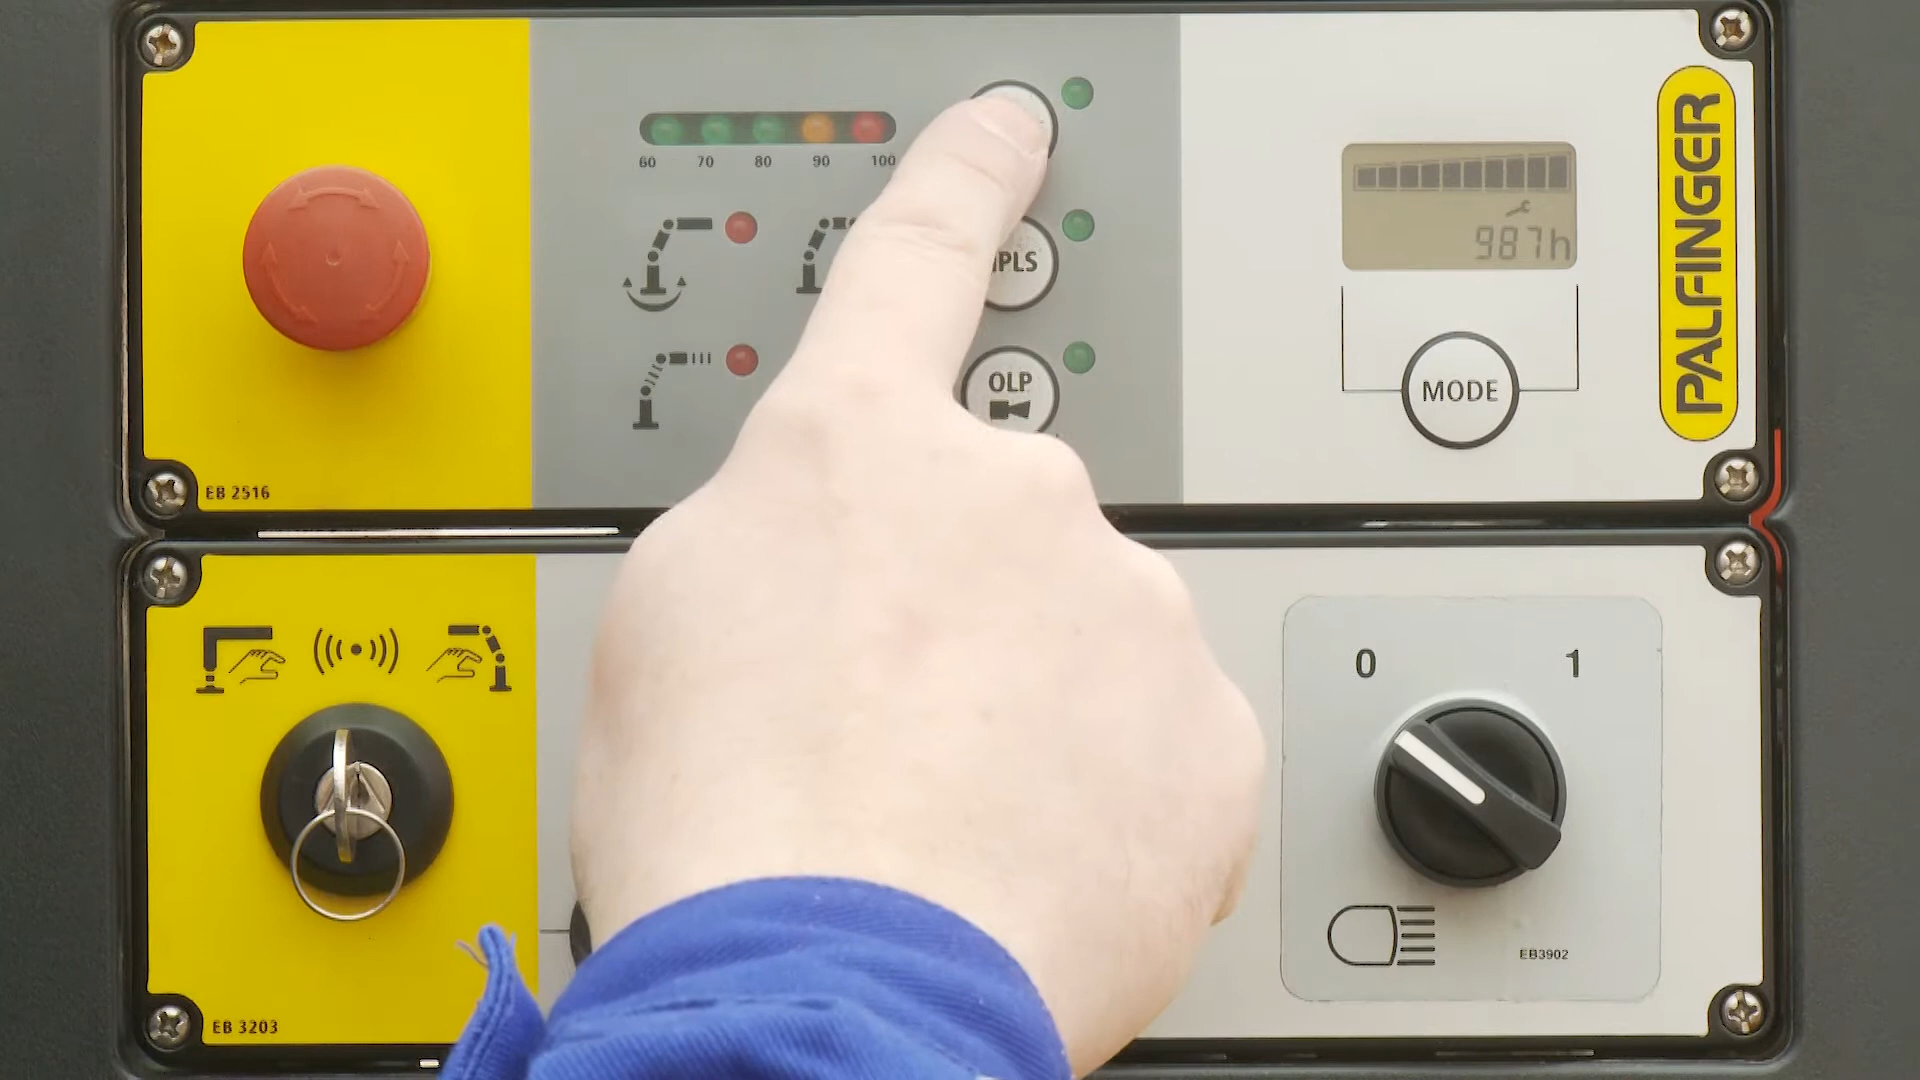 60 70 80 90 100
PLS
987h
OLP
MODE
PALFINGER
EB 2516
0 1
EB3902
EB 3203